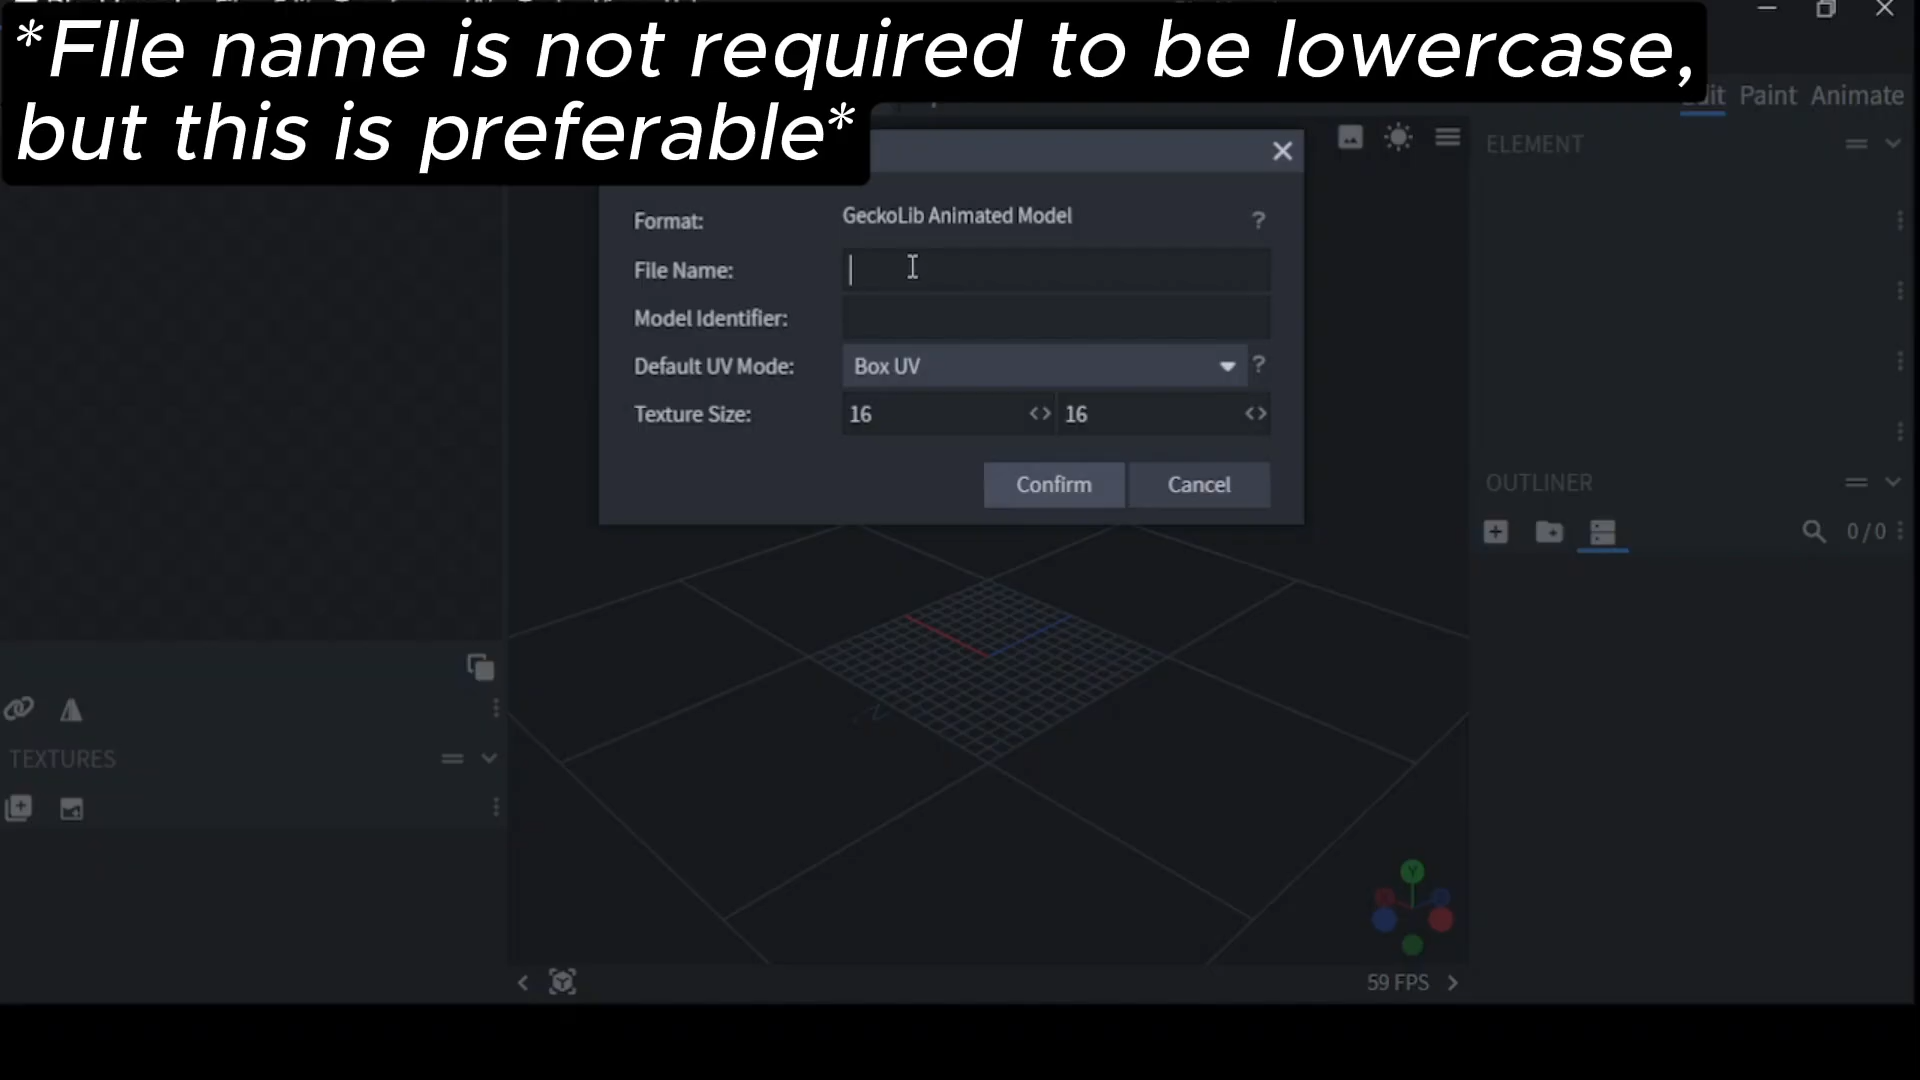 *FIle name is not required to be lowercase,
but this is preferable*
Edit Paint Animate
ELEMENT
Format: GeckoLib Animated Model ?
File Name:
Model Identifier:
Default UV Mode: Box UV ?
Texture Size: 16 16
Confirm Cancel
OUTLINER
0 / 0
TEXTURES
Y
59 FPS